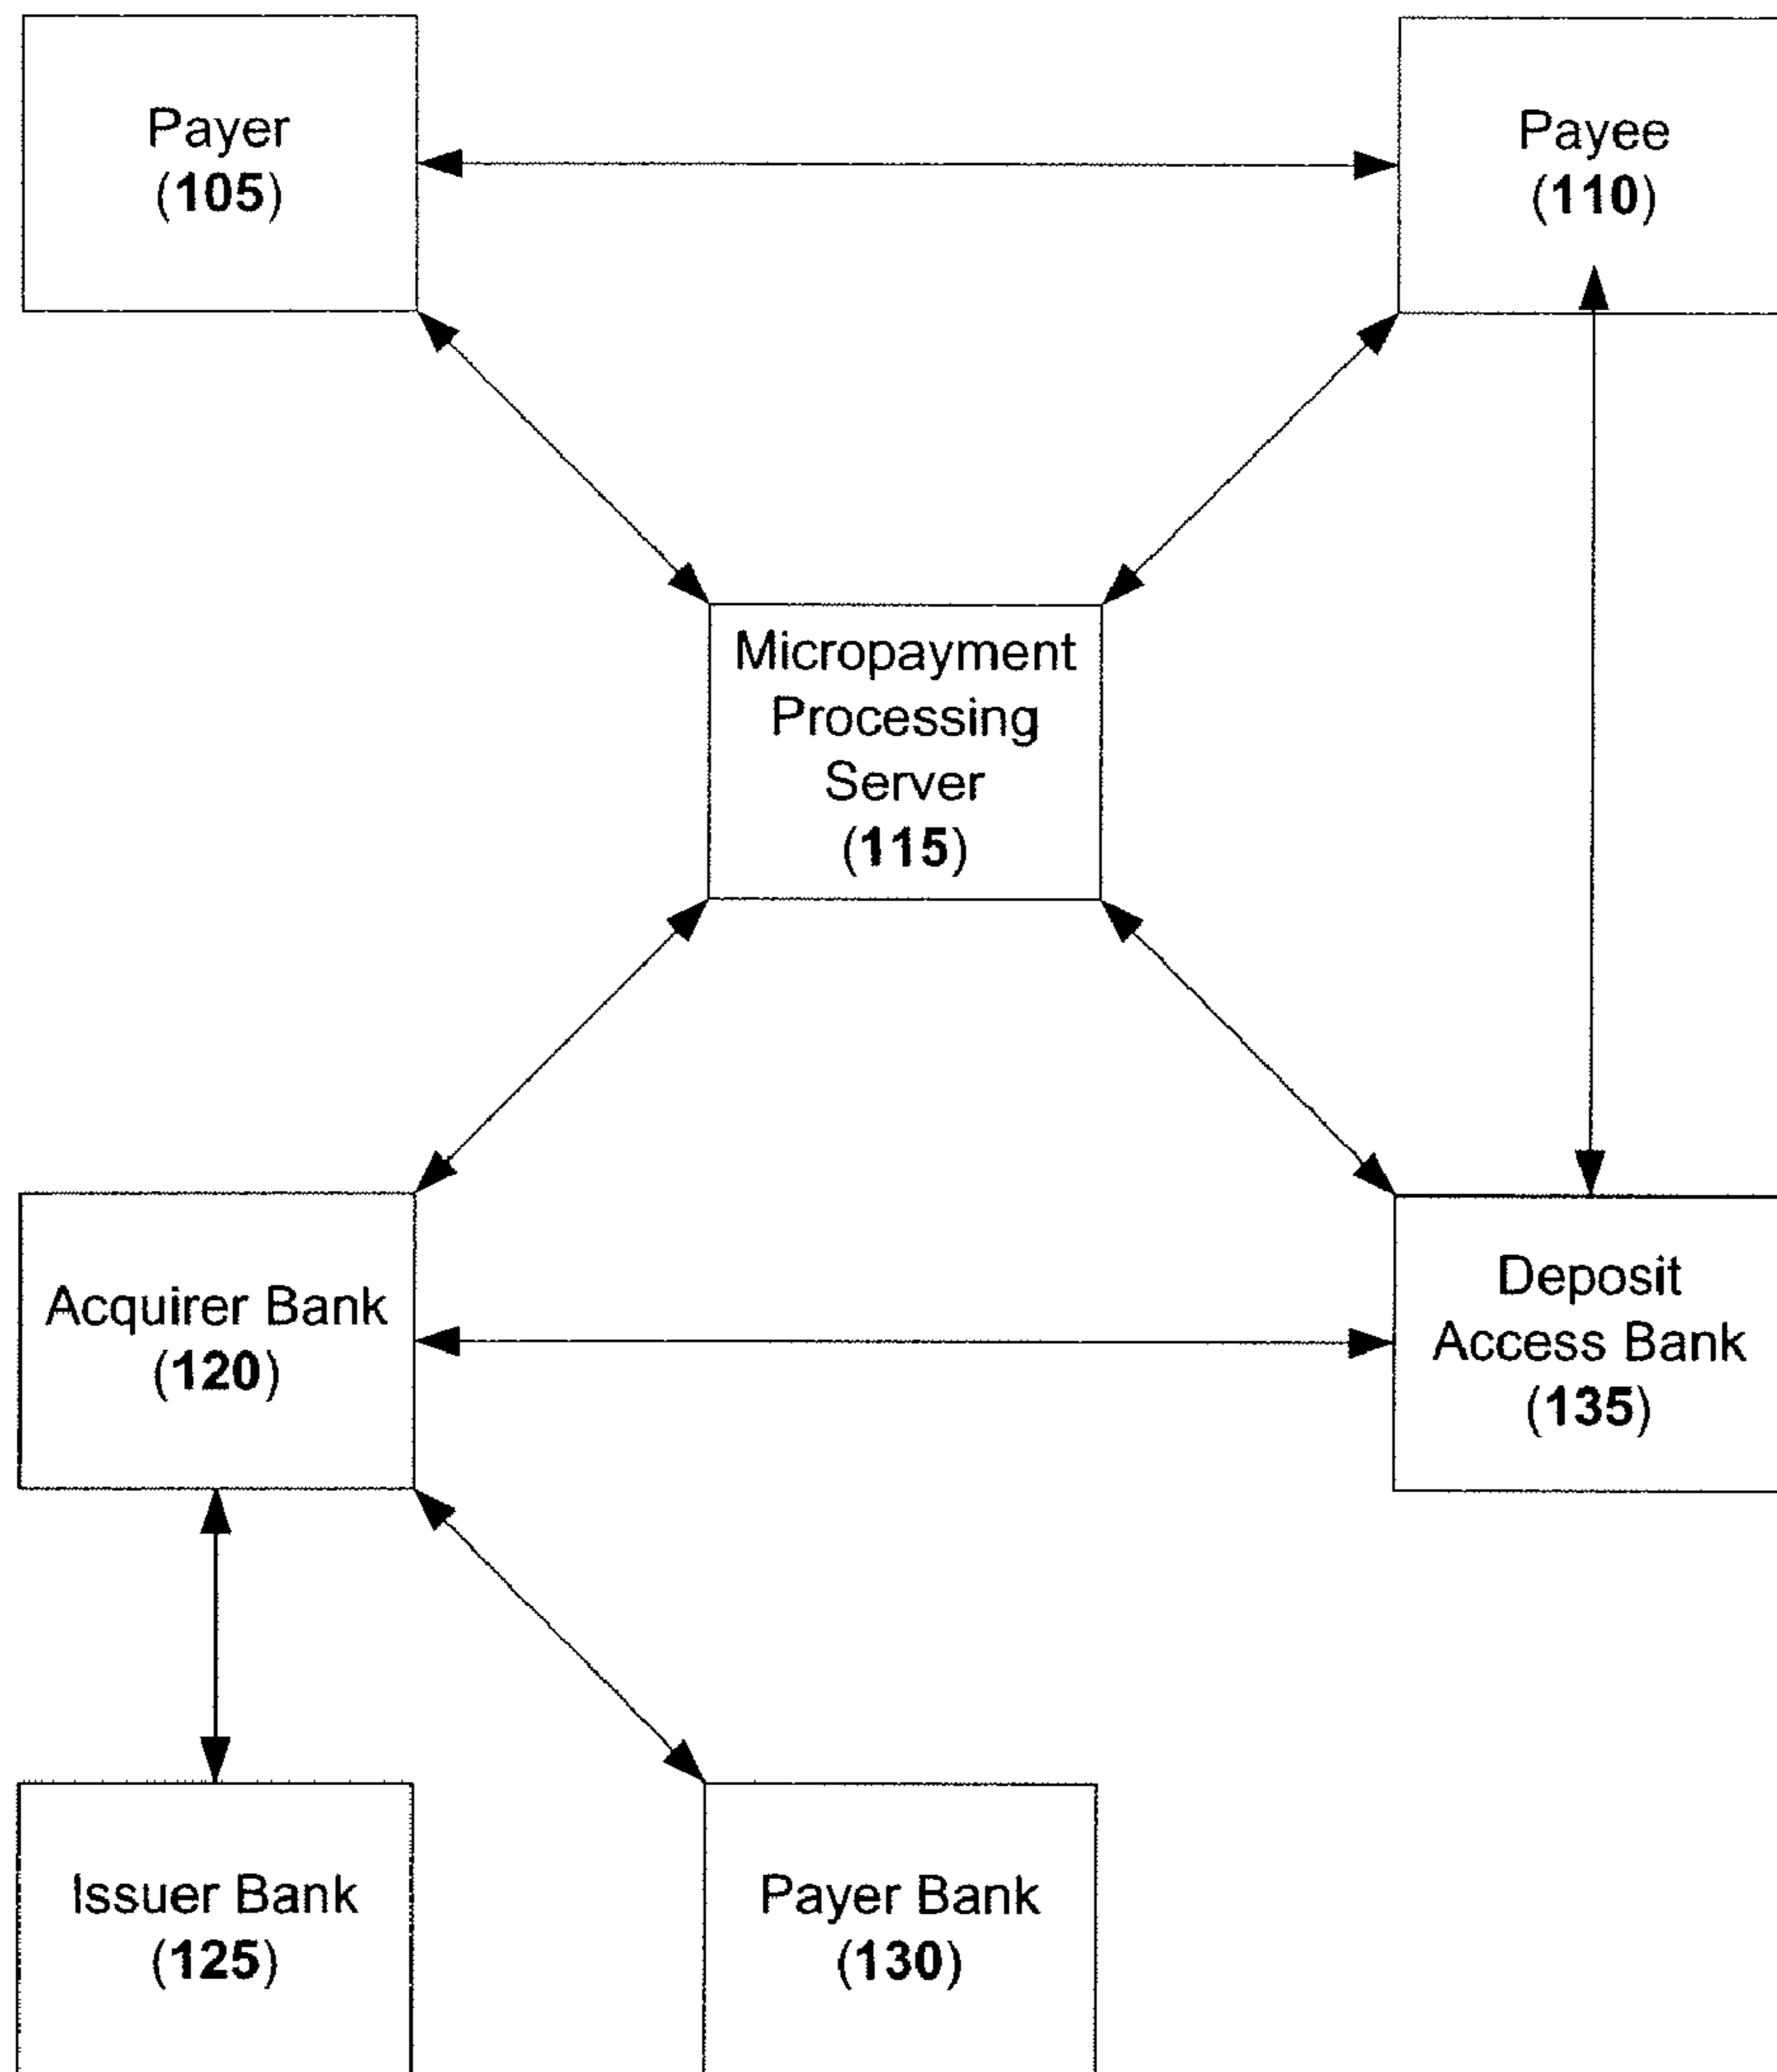 Payer
(105)
Payee
(110)
Micropayment
Processing
Server
(115)
Acquirer Bank
(120)
Deposit
Access Bank
(135)
Issuer Bank
(125)
Payer Bank
(130)